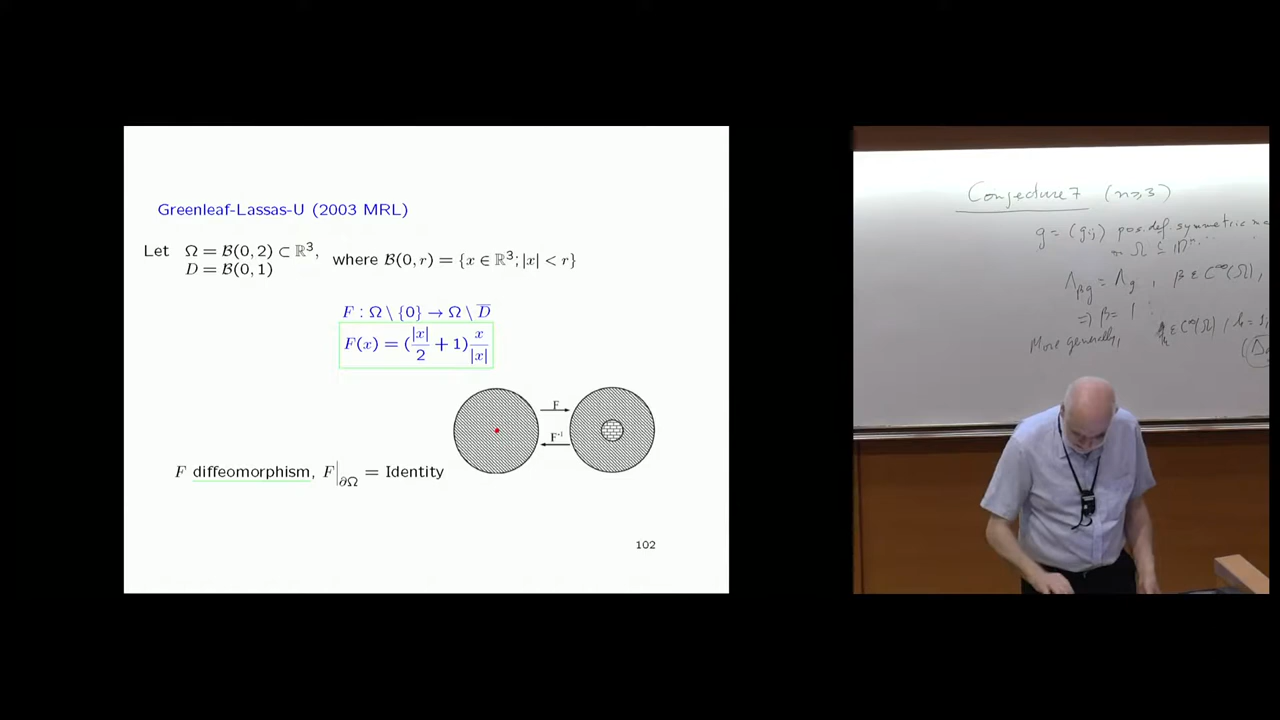 Greenleaf-Lassas-U (2003 MRL)
Let Ω = B(0, 2) ⊂ ℝ³,
D = B(0, 1)
where B(0, r) = {x ∈ ℝ³; |x| < r}
F : Ω \ {0} → Ω \ D̅
F(x) = (|x|/2 + 1) x/|x|
F
F⁻¹
F diffeomorphism, F|∂Ω = Identity
102
Conjecture 7 (n≥3)
g = (gij) pos. def. symmetric
Λβg = Λg , β ∈ C∞(Ω),
⇒ β = 1
More generally,